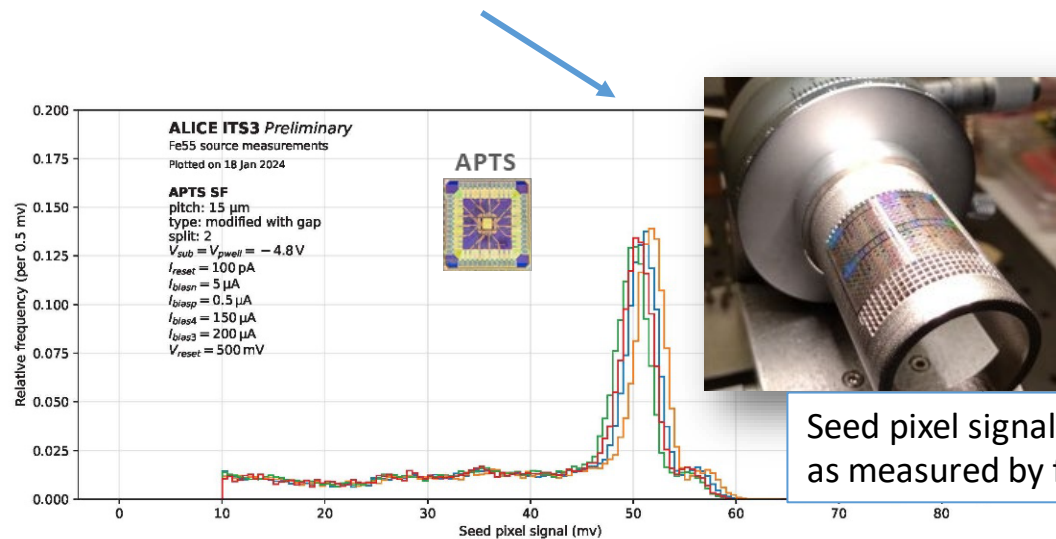 0.200
0.175
0.150
0.125
0.100
0.075
0.050
0.025
0.000
Relative frequency (per 0.5 mv)
ALICE ITS3 Preliminary
Fe55 source measurements
Plotted on 18 Jan 2024
APTS SF
pitch: 15 μm
type: modified with gap
split: 2
V_sub = V_pwell = −4.8 V
I_reset = 100 pA
I_biasn = 5 μA
I_biasp = 0.5 μA
I_bias4 = 150 μA
I_bias3 = 200 μA
V_reset = 500 mV
APTS
0 10 20 30 40 50 60 70 80
Seed pixel signal (mv)
Seed pixel signal
as measured by